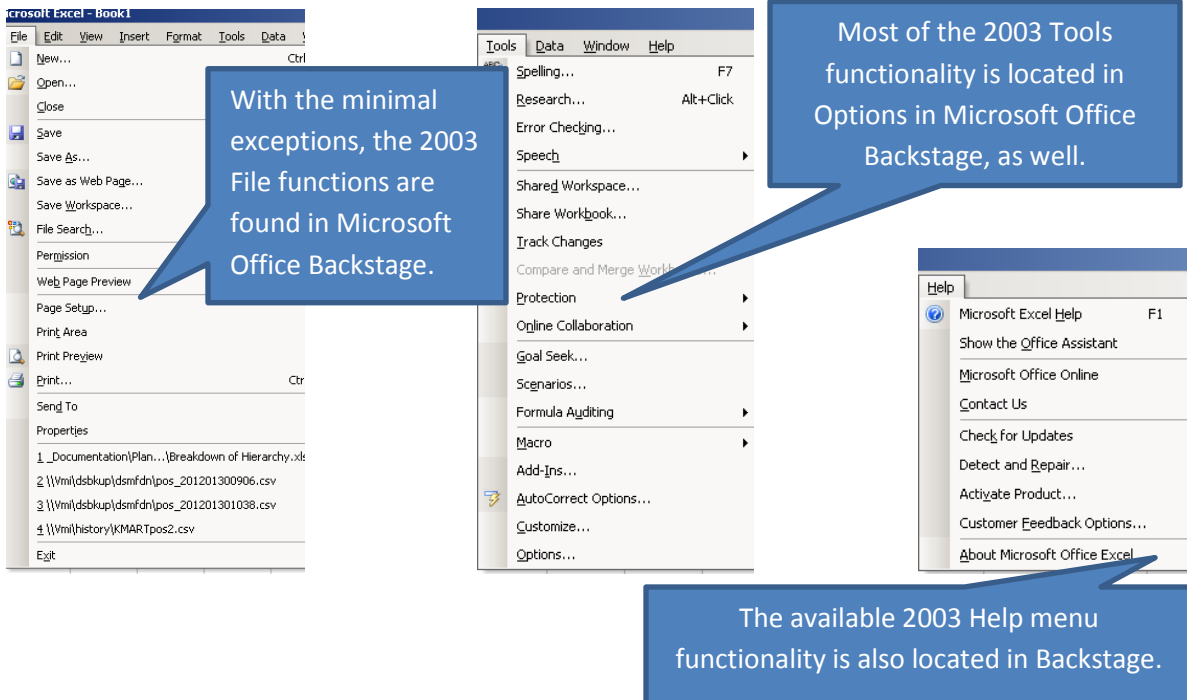 icrosoft Excel - Book1
File Edit View Insert Format Tools Data
New... Ctrl
Open...
Close
Save
Save As...
Save as Web Page...
Save Workspace...
File Search...
Permission
Web Page Preview
Page Setup...
Print Area
Print Preview
Print... Ctr
Send To
Properties
1 _Documentation\Plan...\Breakdown of Hierarchy.xls
2 \\Vmi\dsbkup\dsmfdn\pos_201201300906.csv
3 \\Vmi\dsbkup\dsmfdn\pos_201201301038.csv
4 \\Vmi\history\KMARTpos2.csv
Exit
With the minimal
exceptions, the 2003
File functions are
found in Microsoft
Office Backstage.
Tools Data Window Help
Spelling... F7
Research... Alt+Click
Error Checking...
Speech
Shared Workspace...
Share Workbook...
Track Changes
Compare and Merge
Protection
Online Collaboration
Goal Seek...
Scenarios...
Formula Auditing
Macro
Add-Ins...
AutoCorrect Options...
Customize...
Options...
Most of the 2003 Tools
functionality is located in
Options in Microsoft Office
Backstage, as well.
Help
Microsoft Excel Help F1
Show the Office Assistant
Microsoft Office Online
Contact Us
Check for Updates
Detect and Repair...
Activate Product...
Customer Feedback Options...
About Microsoft Office Excel
The available 2003 Help menu
functionality is also located in Backstage.